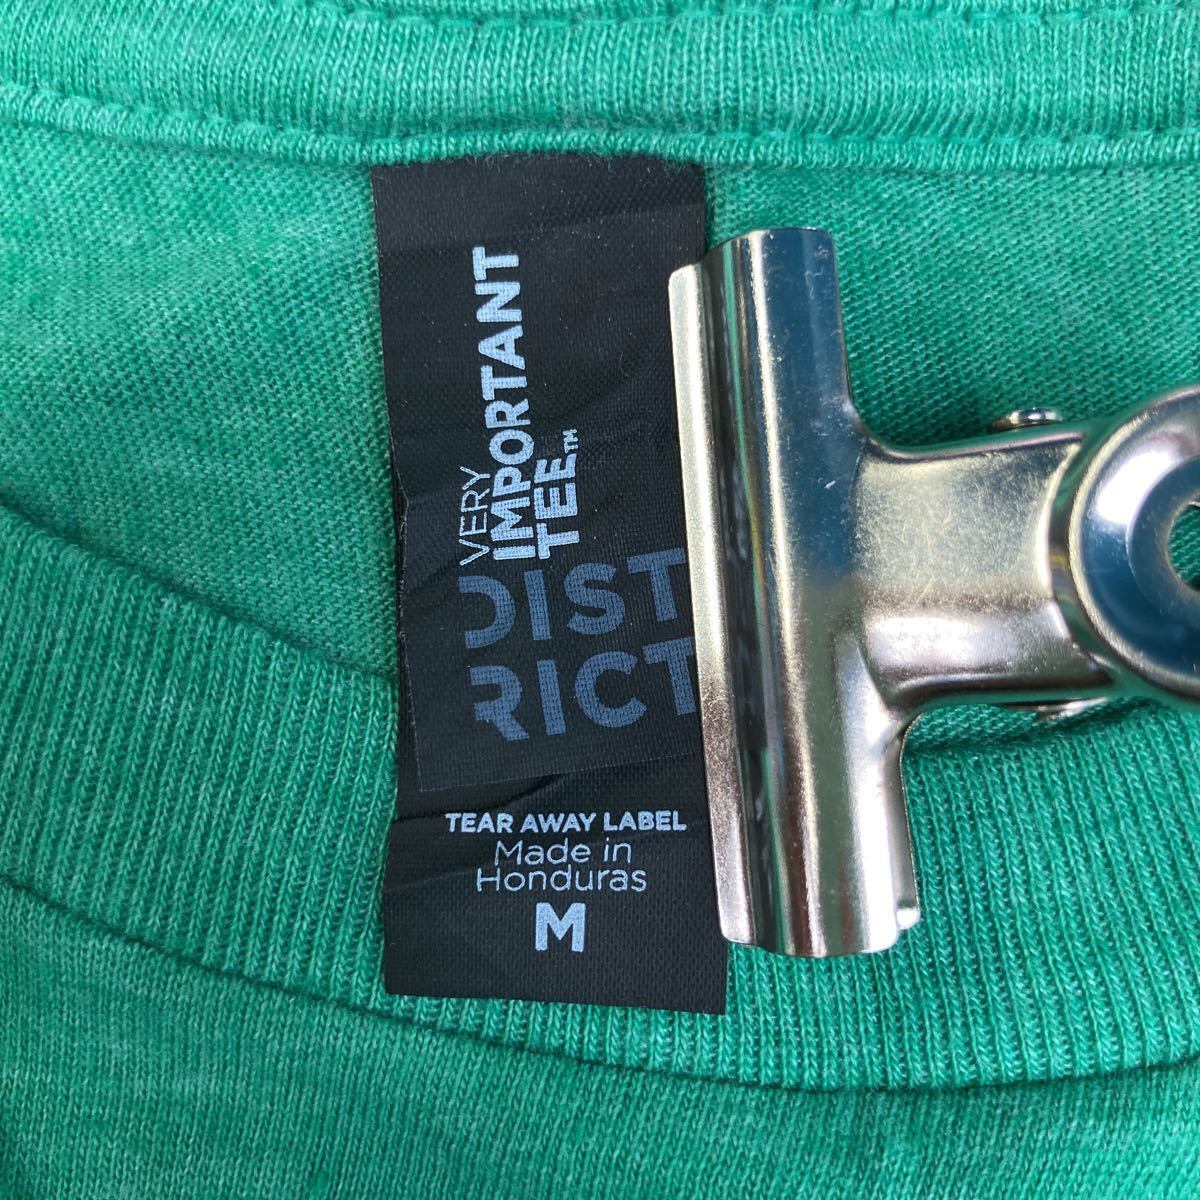 VERY
IMPORTANT
TEE™
DIST
RICT
TEAR AWAY LABEL
Made in
Honduras
M